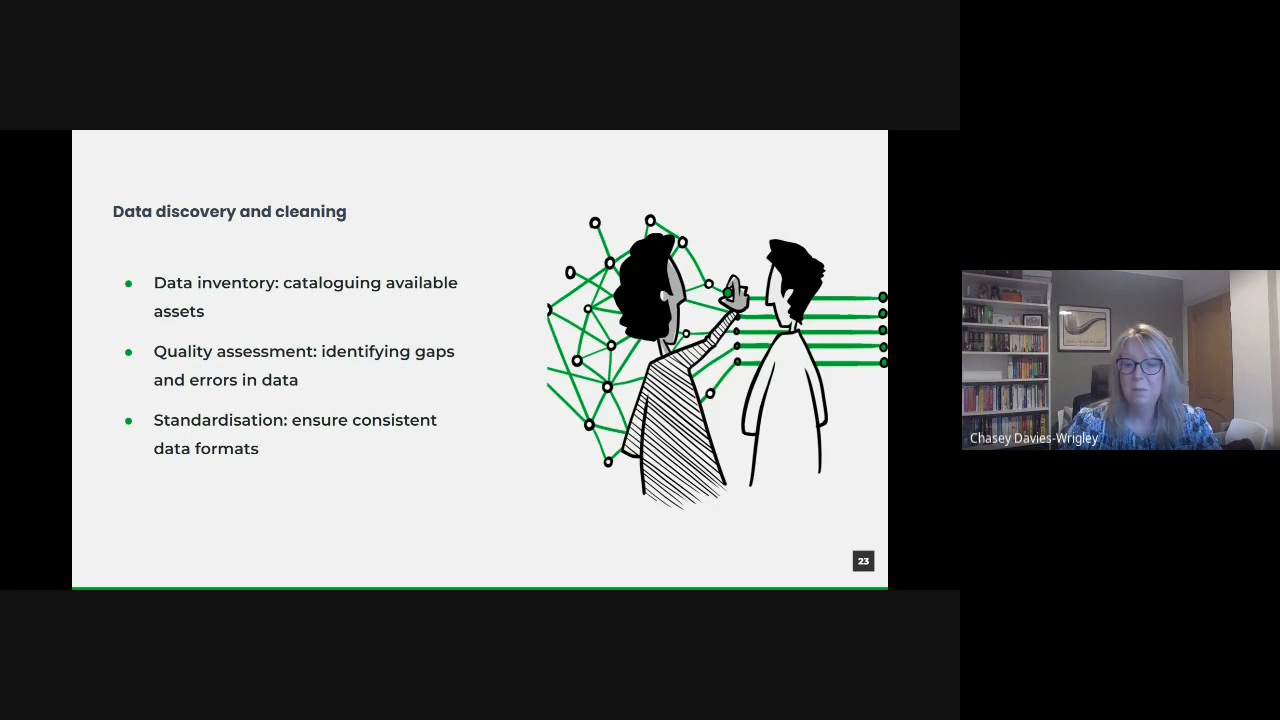 Data discovery and cleaning
Data inventory: cataloguing available
assets
Quality assessment: identifying gaps
and errors in data
Standardisation: ensure consistent
data formats
23
Chasey Davies-Wrigley